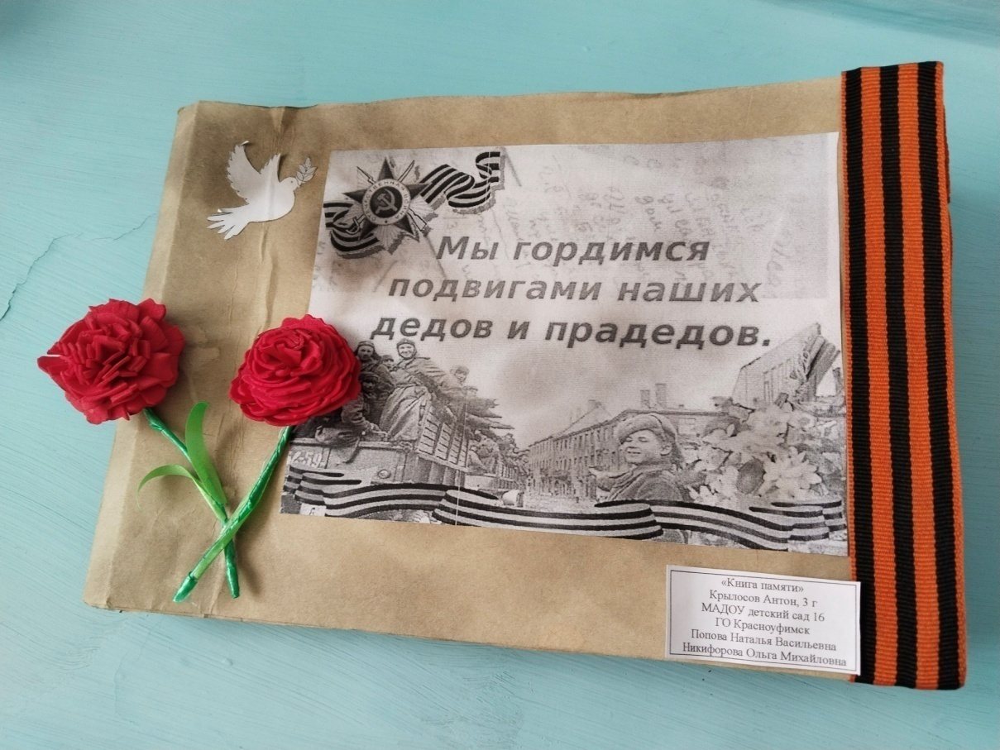 Мы гордимся
подвигами наших
дедов и прадедов.
«Книга памяти»
Крылосов Антон, 3 г
МАДОУ детский сад 16
ГО Красноуфимск
Попова Наталья Васильевна
Никифорова Ольга Михайловна